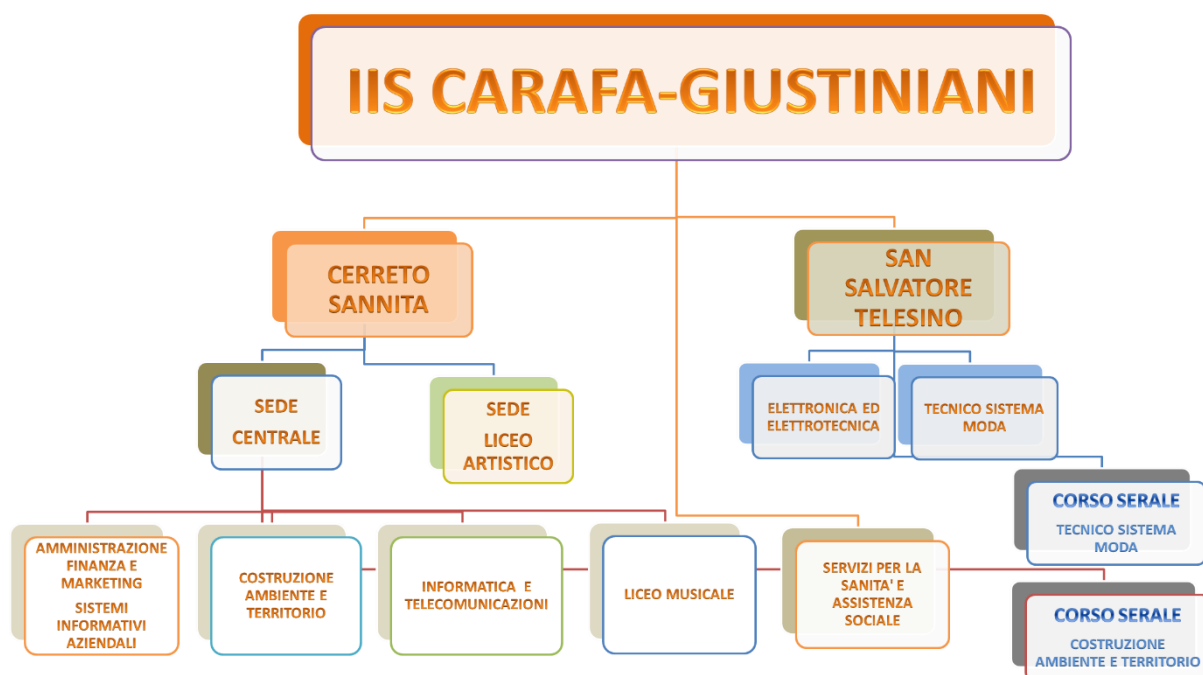 IIS CARAFA-GIUSTINIANI
CERRETO
SANNITA
SAN
SALVATORE
TELESINO
SEDE
CENTRALE
SEDE
LICEO
ARTISTICO
ELETTRONICA ED
ELETTROTECNICA
TECNICO SISTEMA
MODA
CORSO SERALE
TECNICO SISTEMA
MODA
AMMINISTRAZIONE
FINANZA E
MARKETING
SISTEMI
INFORMATIVI
AZIENDALI
COSTRUZIONE
AMBIENTE E
TERRITORIO
INFORMATICA E
TELECOMUNICAZIONI
LICEO MUSICALE
SERVIZI PER LA
SANITA' E
ASSISTENZA
SOCIALE
CORSO SERALE
COSTRUZIONE
AMBIENTE E TERRITORIO